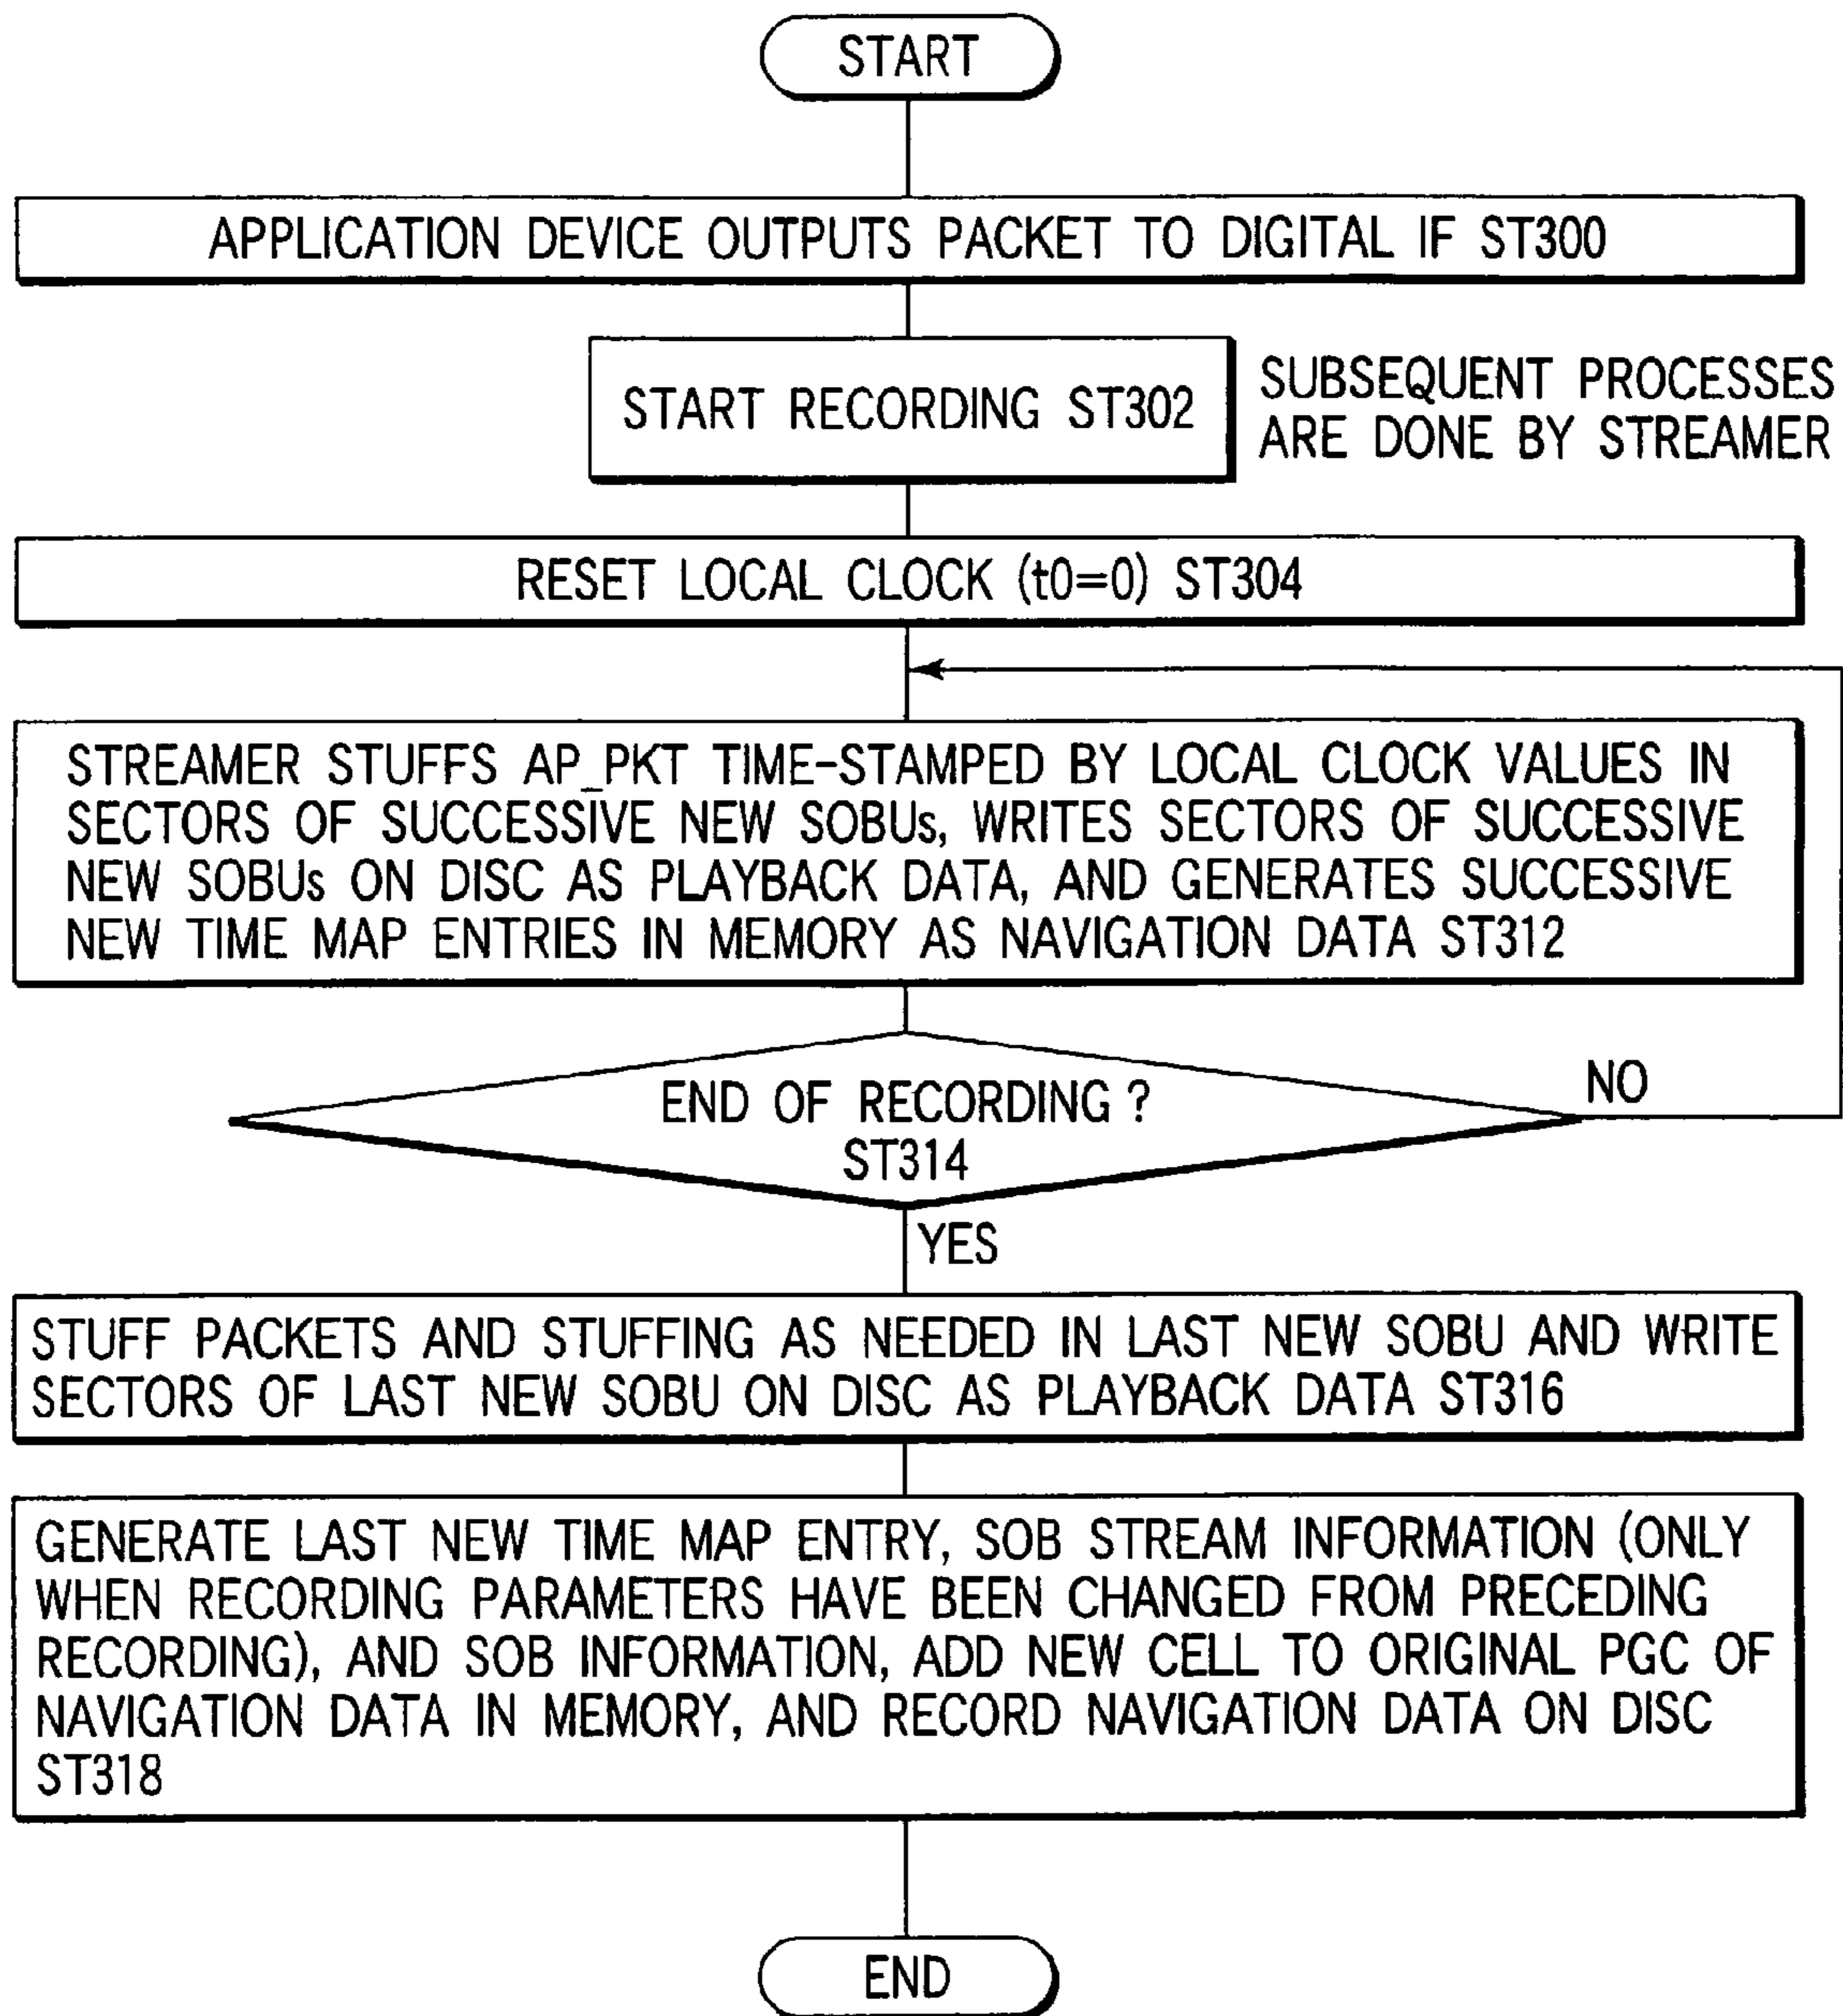 START
APPLICATION DEVICE OUTPUTS PACKET TO DIGITAL IF ST300
START RECORDING ST302
SUBSEQUENT PROCESSES
ARE DONE BY STREAMER
RESET LOCAL CLOCK (t0=0) ST304
STREAMER STUFFS AP_PKT TIME-STAMPED BY LOCAL CLOCK VALUES IN
SECTORS OF SUCCESSIVE NEW SOBUs, WRITES SECTORS OF SUCCESSIVE
NEW SOBUs ON DISC AS PLAYBACK DATA, AND GENERATES SUCCESSIVE
NEW TIME MAP ENTRIES IN MEMORY AS NAVIGATION DATA ST312
END OF RECORDING ?
ST314
NO
YES
STUFF PACKETS AND STUFFING AS NEEDED IN LAST NEW SOBU AND WRITE
SECTORS OF LAST NEW SOBU ON DISC AS PLAYBACK DATA ST316
GENERATE LAST NEW TIME MAP ENTRY, SOB STREAM INFORMATION (ONLY
WHEN RECORDING PARAMETERS HAVE BEEN CHANGED FROM PRECEDING
RECORDING), AND SOB INFORMATION, ADD NEW CELL TO ORIGINAL PGC OF
NAVIGATION DATA IN MEMORY, AND RECORD NAVIGATION DATA ON DISC
ST318
END